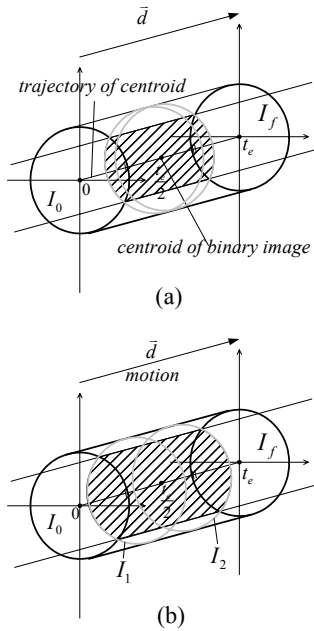 d⃗
trajectory of centroid
I_f
t_e
0
2
I_0
centroid of binary image
(a)
d⃗
motion
I_f
t_e
0
2
I_0
I_1
I_2
(b)